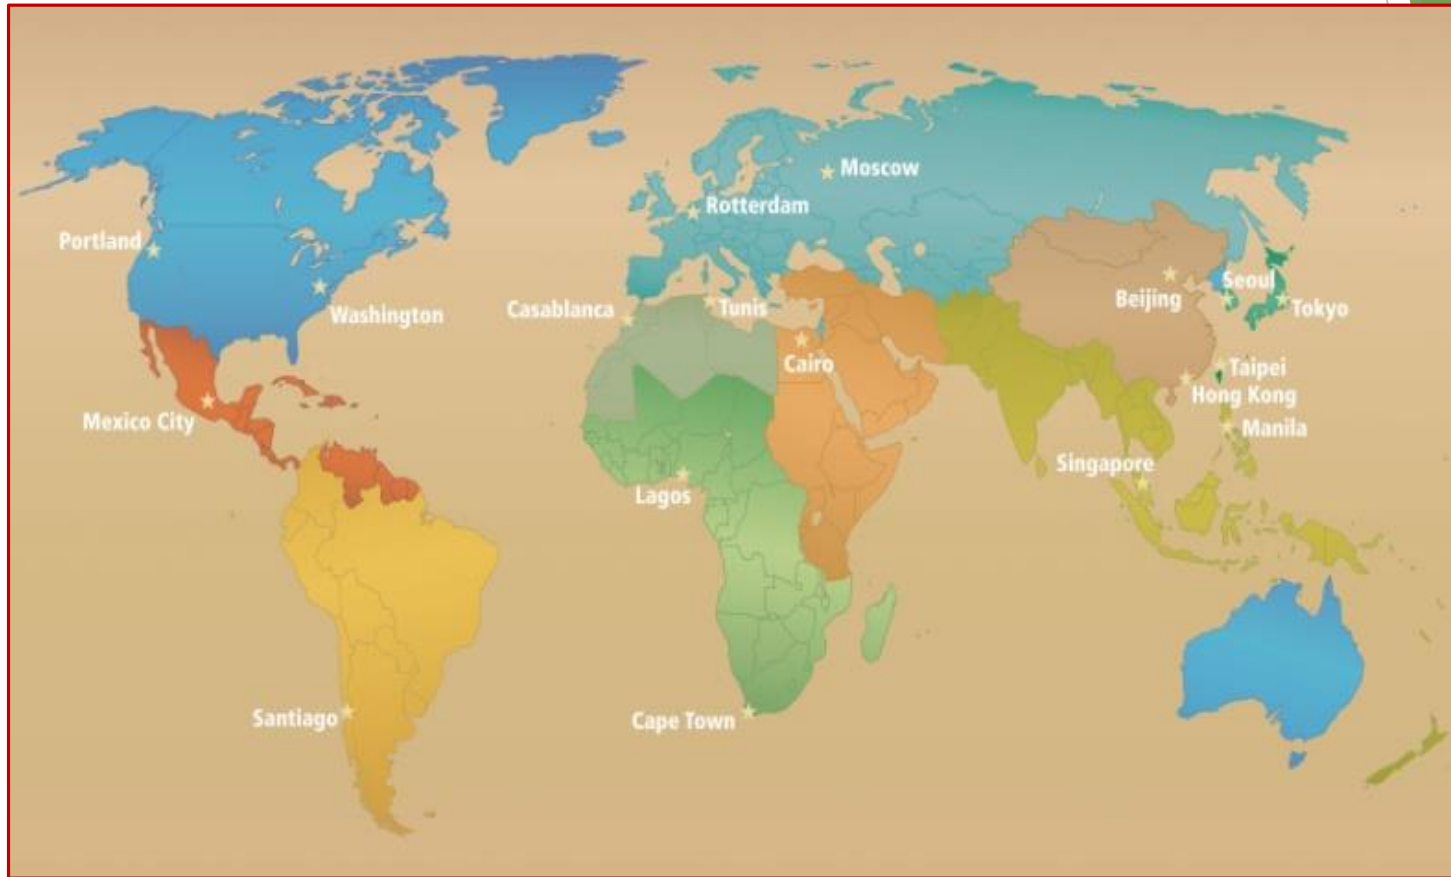 Moscow
Rotterdam
Portland
Washington
Casablanca
Tunis
Beijing
Seoul
Tokyo
Cairo
Taipei
Hong Kong
Mexico City
Manila
Singapore
Lagos
Santiago
Cape Town